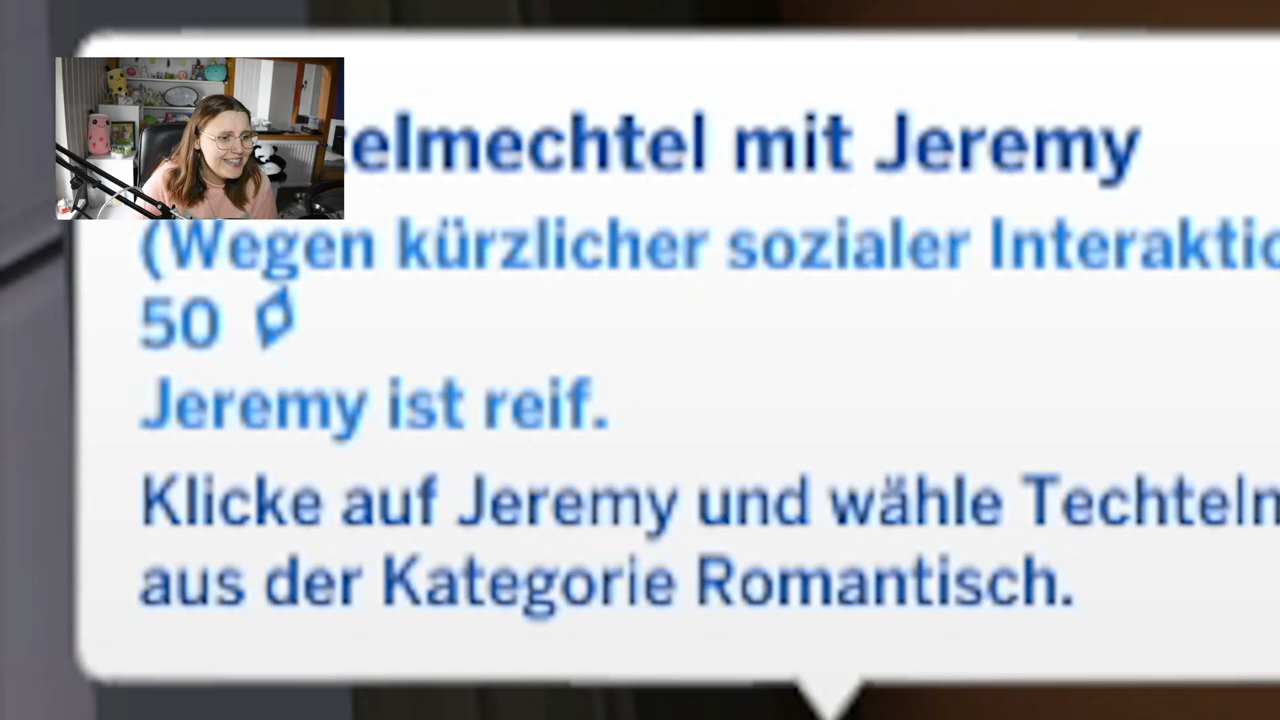 elmechtel mit Jeremy
(Wegen kürzlicher sozialer Interaktio
50
Jeremy ist reif.
Klicke auf Jeremy und wähle Techteln
aus der Kategorie Romantisch.